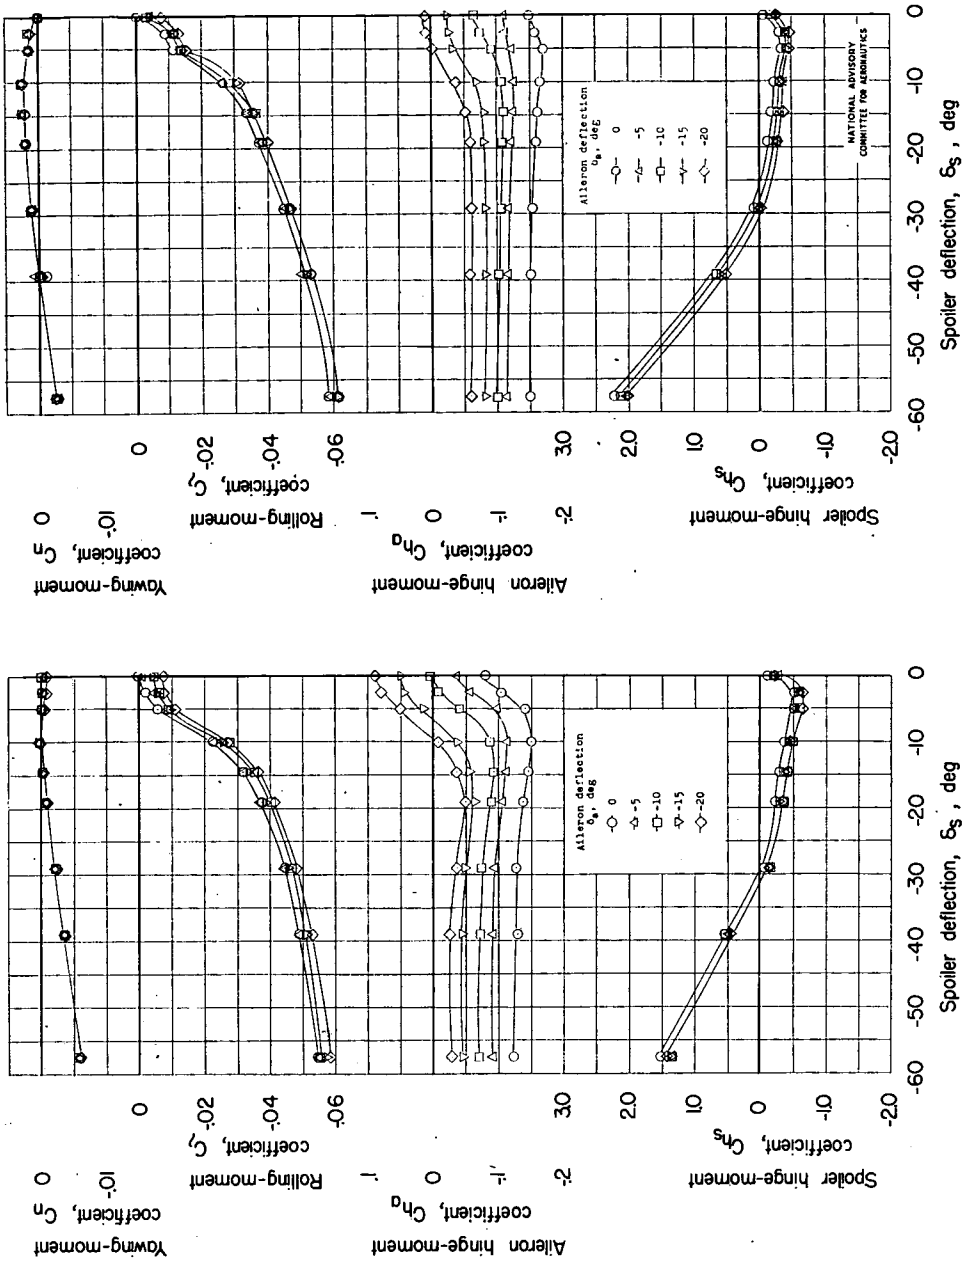 Yawing-moment
coefficient, Cn
0
-.01
Rolling-moment
coefficient, Cl
0
-.02
-.04
-.06
Aileron hinge-moment
coefficient, Cha
.1
0
-.1
-.2
Spoiler hinge-moment
coefficient, Chs
3.0
2.0
1.0
0
-1.0
-2.0
-60
-50
-40
-30
-20
-10
0
Spoiler deflection, δs, deg
Aileron deflection
δa, deg
0
-5
-10
-15
-20
Yawing-moment
coefficient, Cn
0
-.01
Rolling-moment
coefficient, Cl
0
-.02
-.04
-.06
Aileron hinge-moment
coefficient, Cha
.1
0
-.1
-.2
Spoiler hinge-moment
coefficient, Chs
3.0
2.0
1.0
0
-1.0
-2.0
-60
-50
-40
-30
-20
-10
0
Spoiler deflection, δs, deg
Aileron deflection
δa, deg
0
-5
-10
-15
-20
NATIONAL ADVISORY
COMMITTEE FOR AERONAUTICS